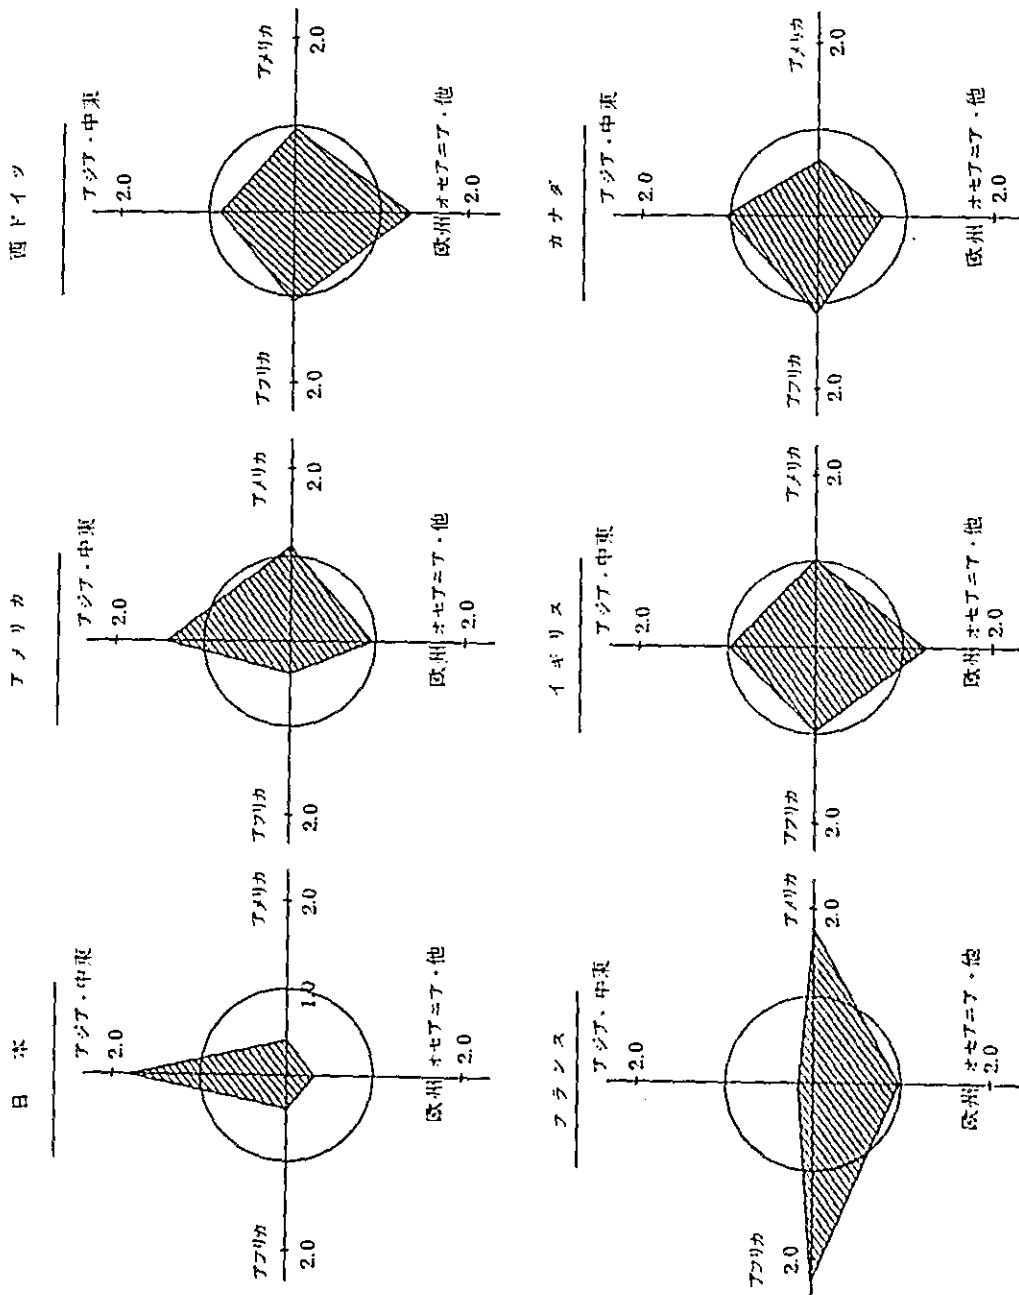 日本
アジア・中東
2.0
アフリカ
2.0
アメリカ
2.0
1.0
欧州 オセアニア・他
2.0
アメリカ
アジア・中東
2.0
アフリカ
2.0
アメリカ
2.0
欧州 オセアニア・他
2.0
西ドイツ
アジア・中東
2.0
アフリカ
2.0
アメリカ
2.0
欧州 オセアニア・他
2.0
フランス
アジア・中東
2.0
アフリカ
2.0
アメリカ
2.0
欧州 オセアニア・他
2.0
イギリス
アジア・中東
2.0
アフリカ
2.0
アメリカ
2.0
欧州 オセアニア・他
2.0
カナダ
アジア・中東
2.0
アフリカ
2.0
アメリカ
2.0
欧州 オセアニア・他
2.0